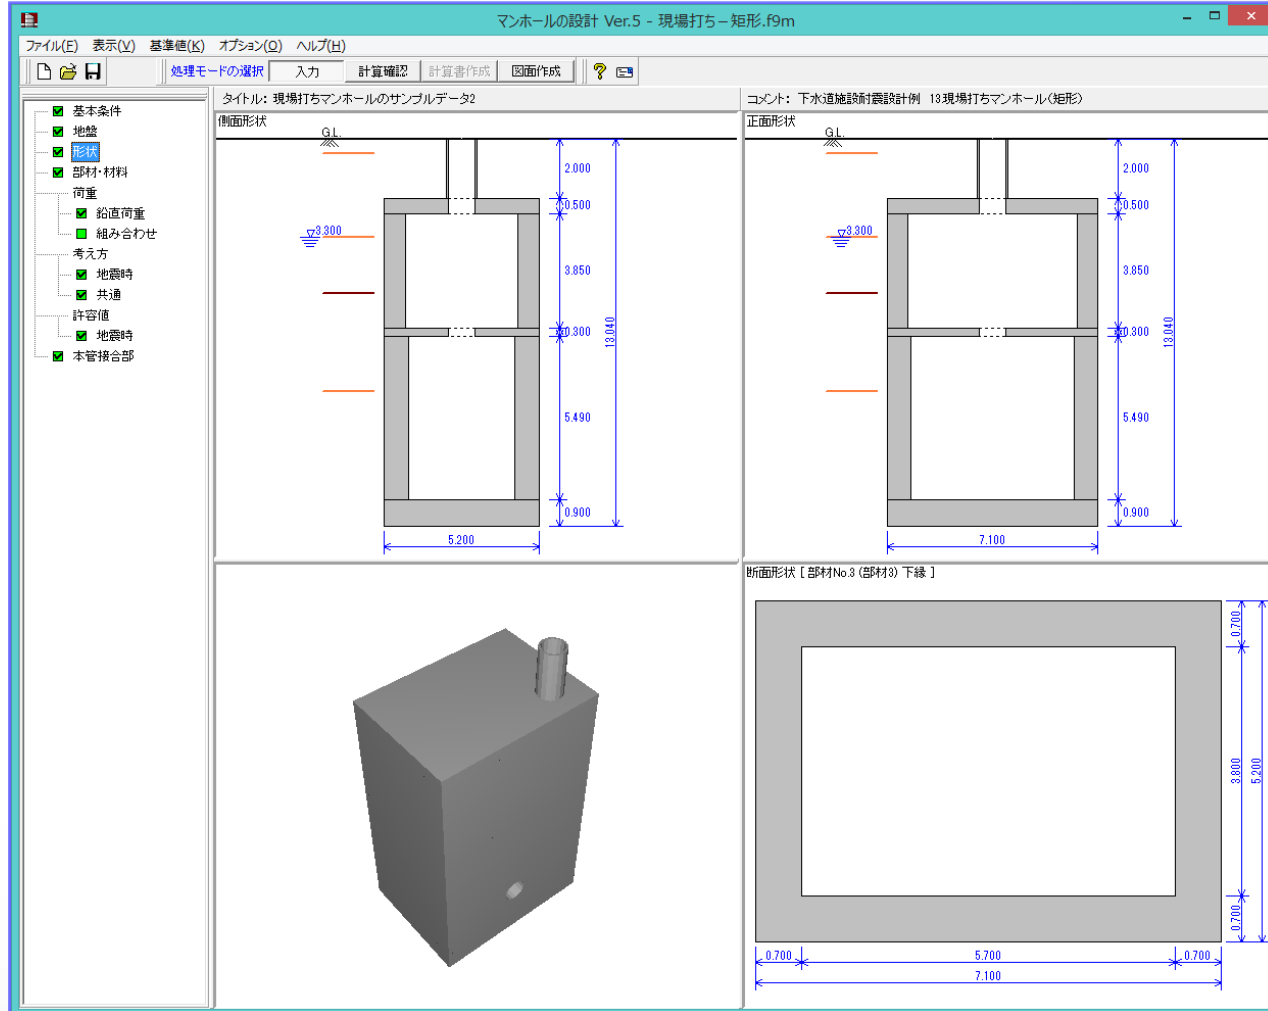 マンホールの設計 Ver.5 - 現場打ち－矩形.f9m
ファイル(F) 表示(V) 基準値(K) オプション(O) ヘルプ(H)
処理モードの選択 入力 計算確認 計算書作成 図面作成
基本条件
地盤
形状
部材・材料
荷重
鉛直荷重
組み合わせ
考え方
地震時
共通
許容値
地震時
本管接合部
タイトル: 現場打ちマンホールのサンプルデータ2
コメント: 下水道施設耐震設計例 13現場打ちマンホール(矩形)
側面形状
G.L.
2.000
0.500
3.300
3.850
0.300
13.040
5.490
0.900
5.200
正面形状
G.L.
2.000
0.500
3.300
3.850
0.300
13.040
5.490
0.900
7.100
断面形状 [ 部材No.3 (部材3) 下縁 ]
0.700
3.800
5.200
0.700
0.700 5.700 0.700
7.100